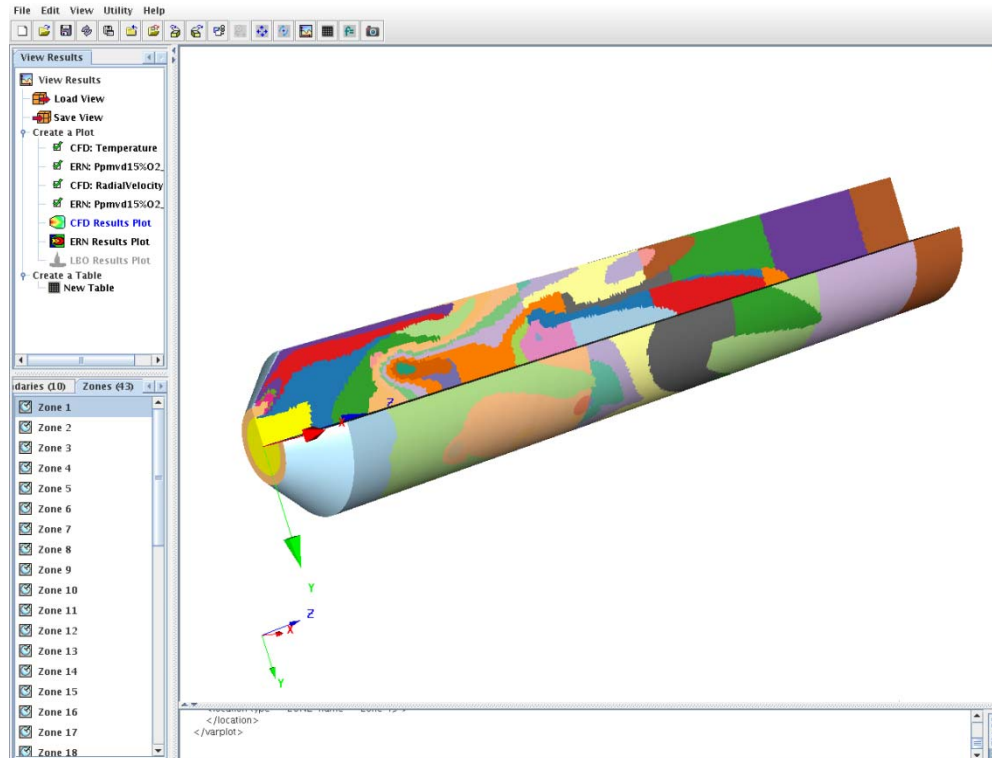 File Edit View Utility Help
View Results
View Results
Load View
Save View
Create a Plot
CFD: Temperature
ERN: Ppmvd15%O2_
CFD: RadialVelocity
ERN: Ppmvd15%O2_
CFD Results Plot
ERN Results Plot
LBO Results Plot
Create a Table
New Table
daries (10) Zones (43)
Zone 1
Zone 2
Zone 3
Zone 4
Zone 5
Zone 6
Zone 7
Zone 8
Zone 9
Zone 10
Zone 11
Zone 12
Zone 13
Zone 14
Zone 15
Zone 16
Zone 17
Zone 18
Z
X
Y
Z
X
Y
</location>
</varplot>